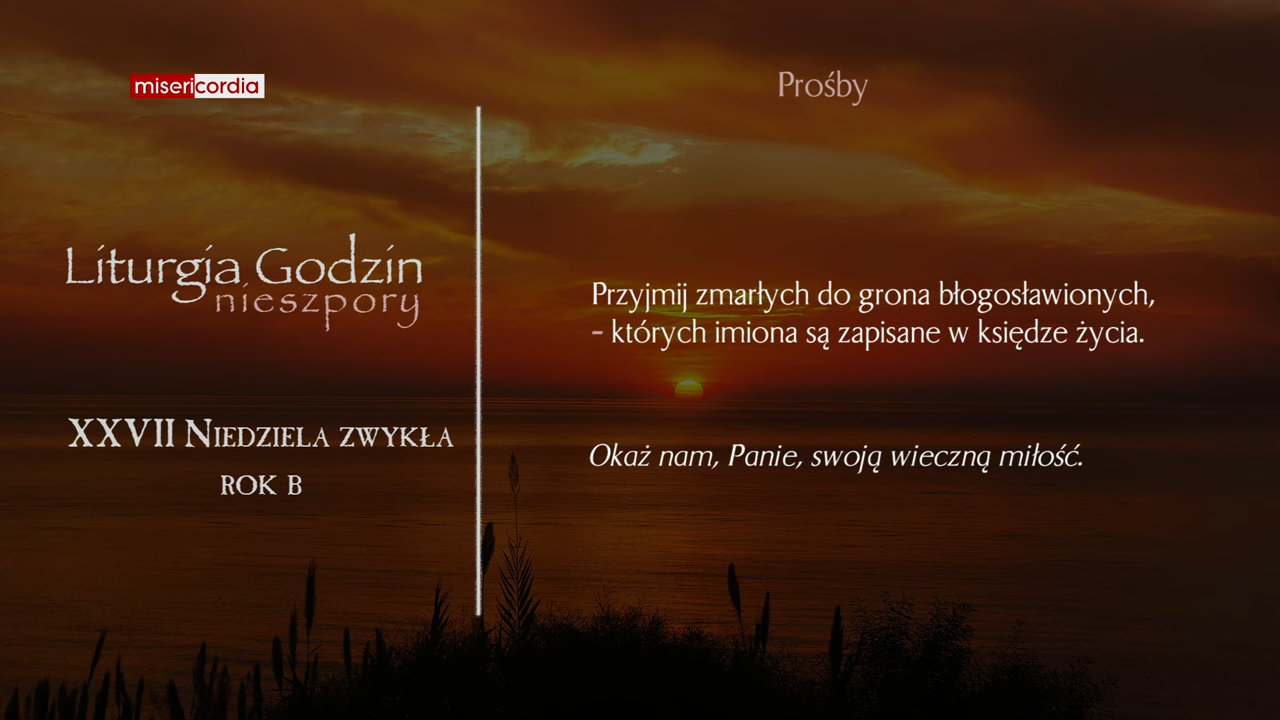 misericordia
Liturgia Godzin
nieszpory
XXVII Niedziela zwykła
rok B
Prośby
Przyjmij zmarłych do grona błogosławionych,
- których imiona są zapisane w księdze życia.
Okaż nam, Panie, swoją wieczną miłość.